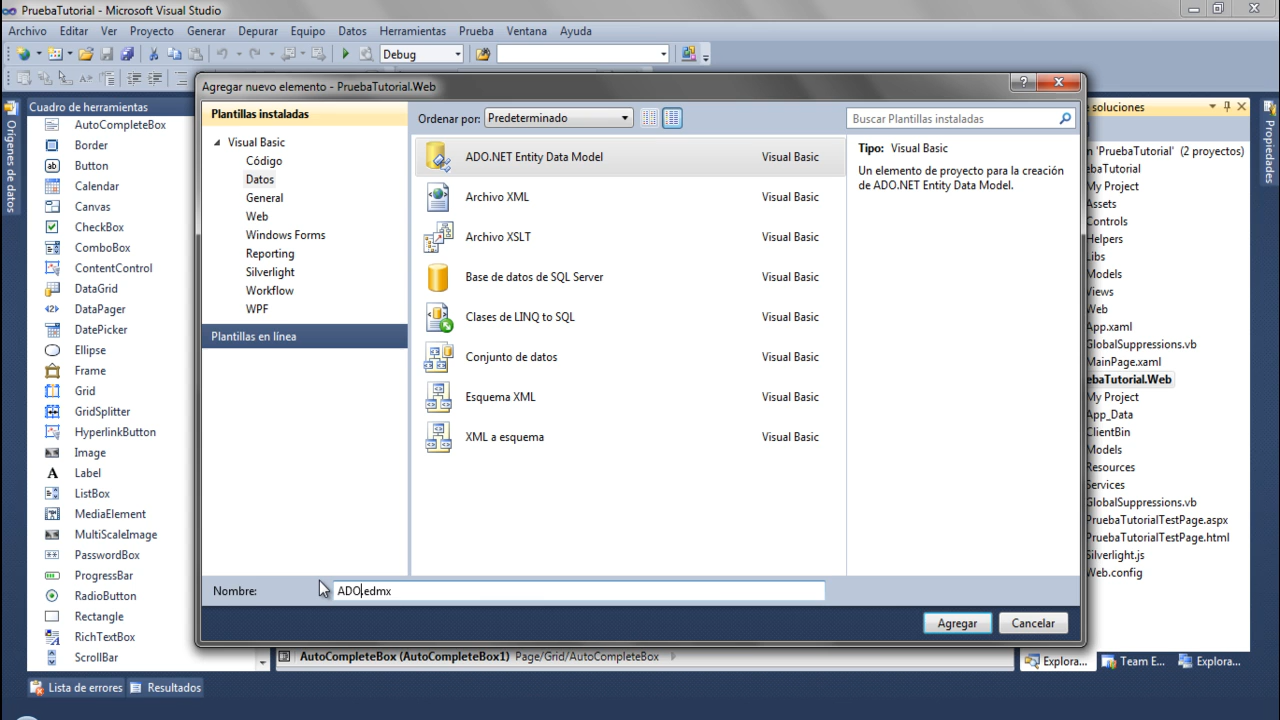 PruebaTutorial - Microsoft Visual Studio
Archivo Editar Ver Proyecto Generar Depurar Equipo Datos Herramientas Prueba Ventana Ayuda
Debug
Agregar nuevo elemento - PruebaTutorial.Web
Orígenes de datos
Cuadro de herramientas
AutoCompleteBox
Border
Button
Calendar
Canvas
CheckBox
ComboBox
ContentControl
DataGrid
DataPager
DatePicker
Ellipse
Frame
Grid
GridSplitter
HyperlinkButton
Image
Label
ListBox
MediaElement
MultiScaleImage
PasswordBox
ProgressBar
RadioButton
Rectangle
RichTextBox
ScrollBar
Plantillas instaladas
Visual Basic
Código
Datos
General
Web
Windows Forms
Reporting
Silverlight
Workflow
WPF
Plantillas en línea
Ordenar por: Predeterminado
Buscar Plantillas instaladas
ADO.NET Entity Data Model Visual Basic
Archivo XML Visual Basic
Archivo XSLT Visual Basic
Base de datos de SQL Server Visual Basic
Clases de LINQ to SQL Visual Basic
Conjunto de datos Visual Basic
Esquema XML Visual Basic
XML a esquema Visual Basic
Tipo: Visual Basic
Un elemento de proyecto para la creación
de ADO.NET Entity Data Model.
Nombre: ADO.edmx
Agregar Cancelar
e soluciones
n 'PruebaTutorial' (2 proyectos)
ebaTutorial
My Project
Assets
Controls
Helpers
Libs
Models
Views
Web
App.xaml
GlobalSuppressions.vb
MainPage.xaml
ebaTutorial.Web
My Project
App_Data
ClientBin
Models
Resources
Services
GlobalSuppressions.vb
PruebaTutorialTestPage.aspx
PruebaTutorialTestPage.html
Silverlight.js
Web.config
Propiedades
AutoCompleteBox (AutoCompleteBox1) Page/Grid/AutoCompleteBox
Explora... Team E... Explora...
Lista de errores Resultados